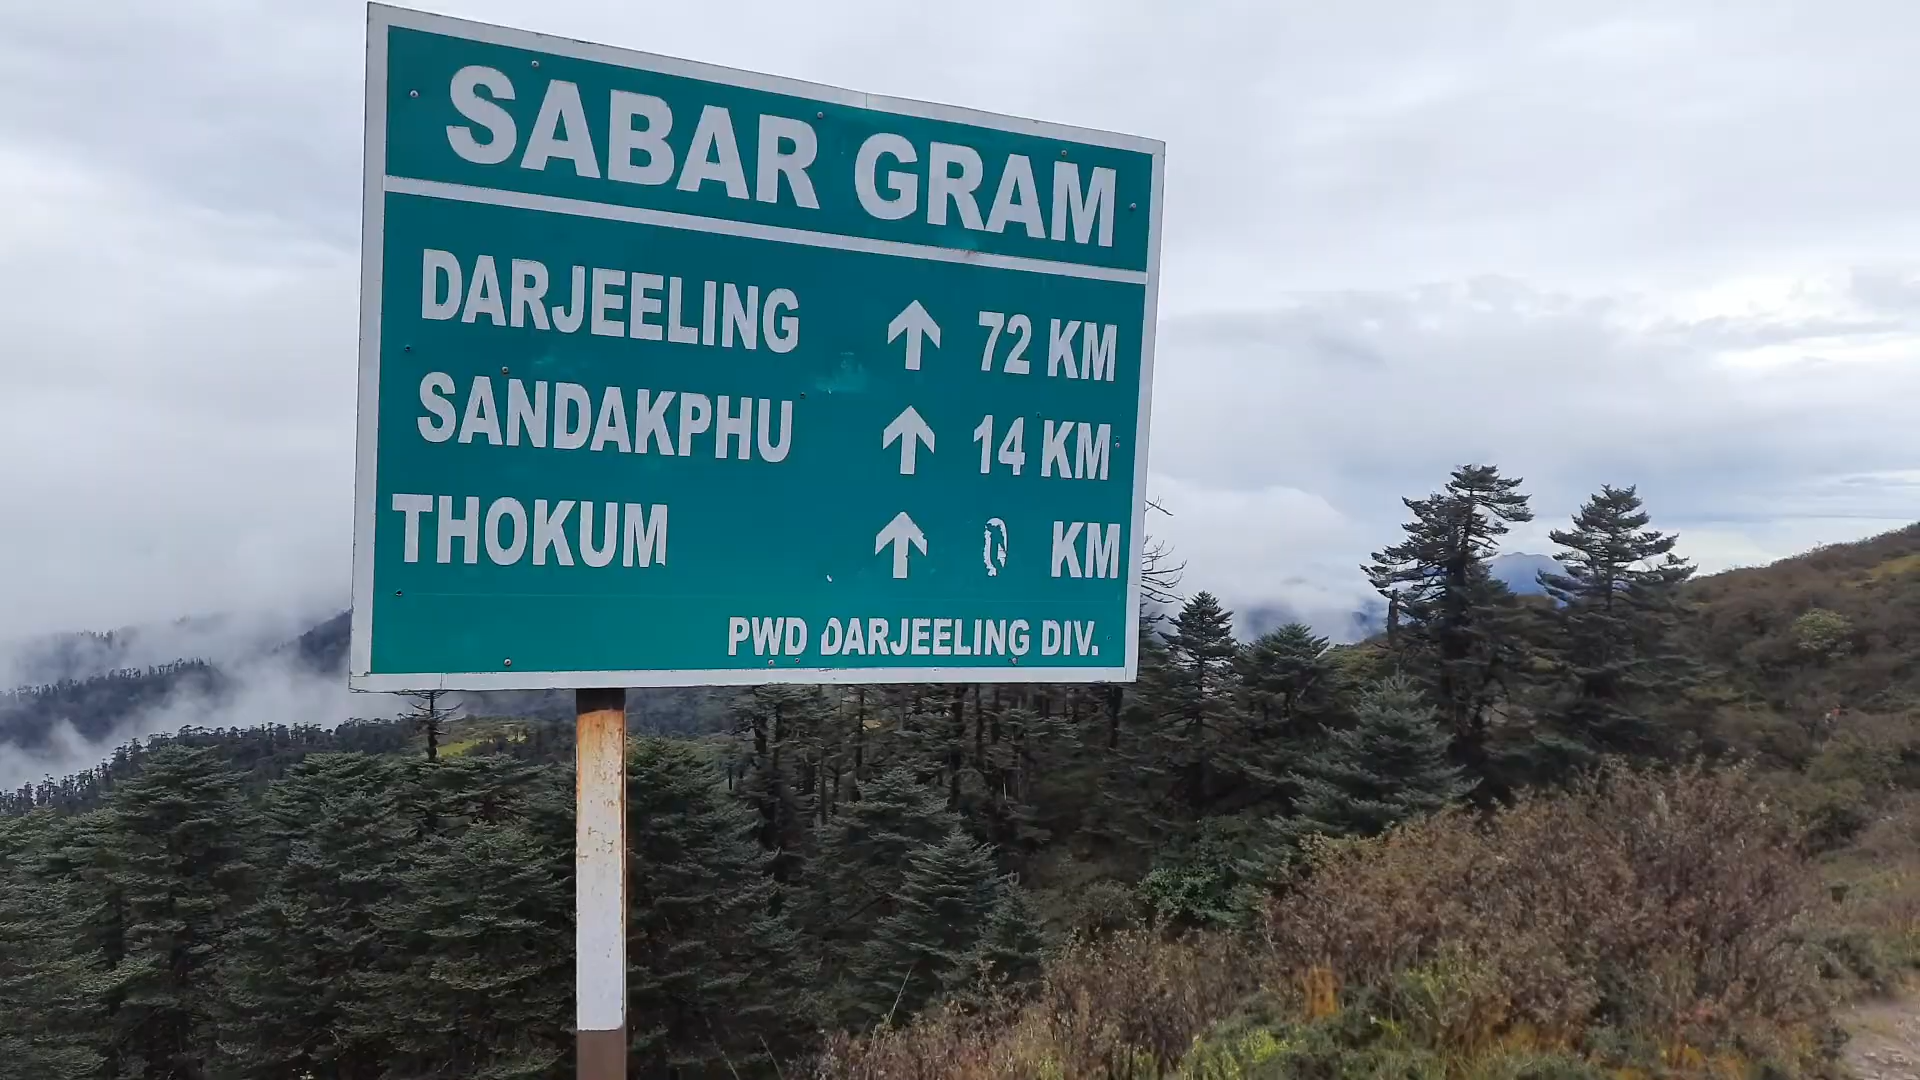 SABAR GRAM
DARJEELING ↑ 72 KM
SANDAKPHU ↑ 14 KM
THOKUM ↑ KM
PWD DARJEELING DIV.